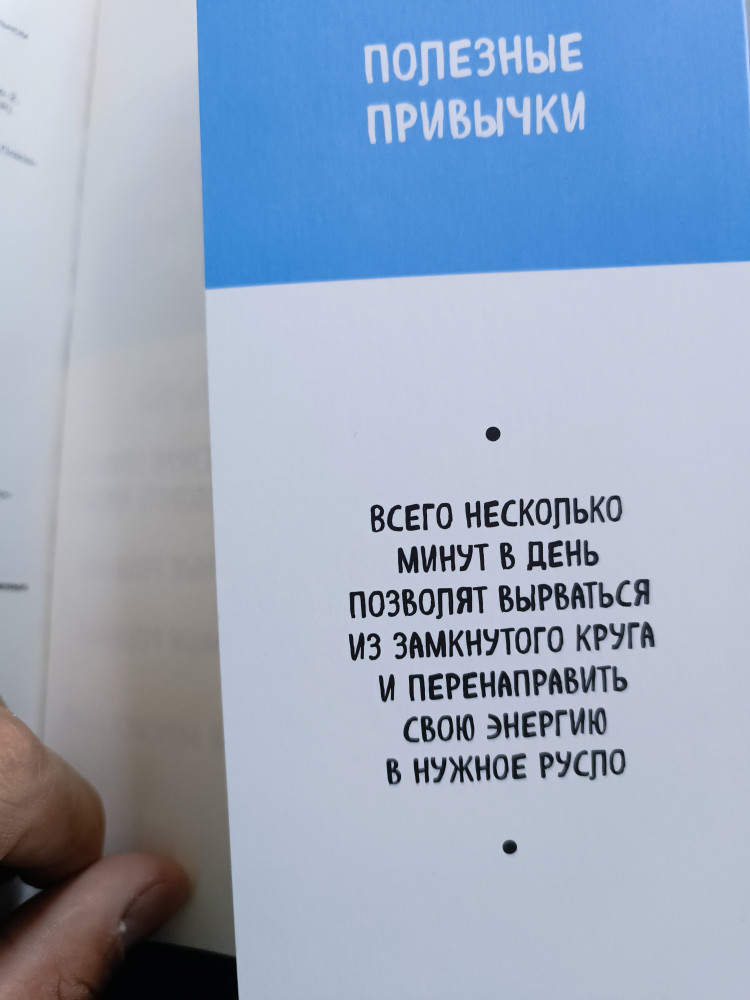 ПОЛЕЗНЫЕ
ПРИВЫЧКИ
ВСЕГО НЕСКОЛЬКО
МИНУТ В ДЕНЬ
ПОЗВОЛЯТ ВЫРВАТЬСЯ
ИЗ ЗАМКНУТОГО КРУГА
И ПЕРЕНАПРАВИТЬ
СВОЮ ЭНЕРГИЮ
В НУЖНОЕ РУСЛО